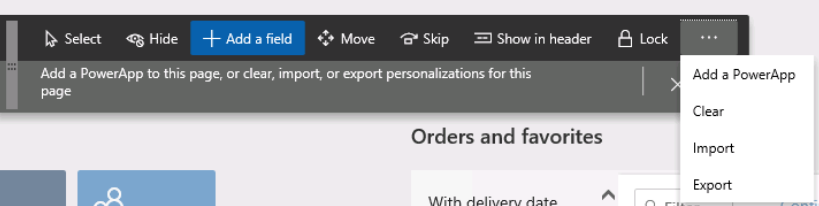 Select Hide Add a field Move Skip Show in header Lock ...
Add a PowerApp to this page, or clear, import, or export personalizations for this
page
Add a PowerApp
Clear
Import
Export
Orders and favorites
With delivery date